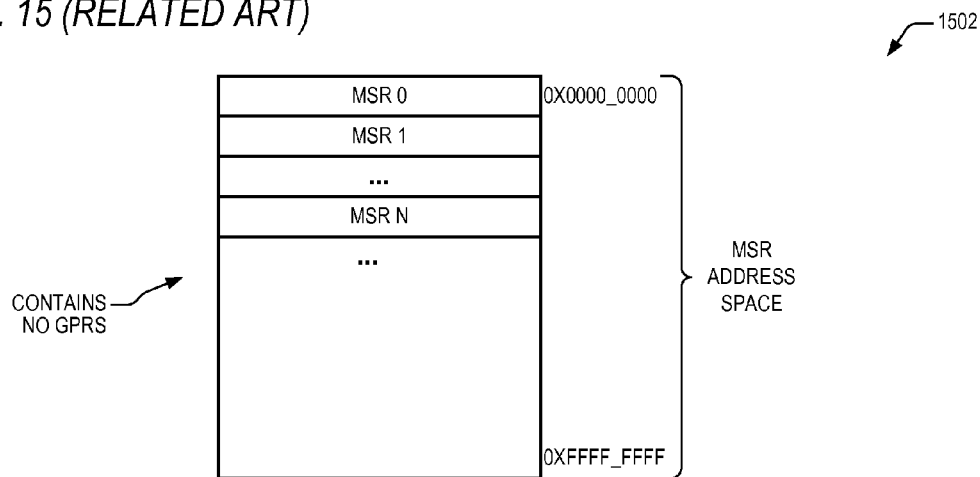 . 15 (RELATED ART)
1502
MSR 0
0X0000_0000
MSR 1
...
MSR N
...
MSR
ADDRESS
SPACE
CONTAINS
NO GPRS
0XFFFF_FFFF